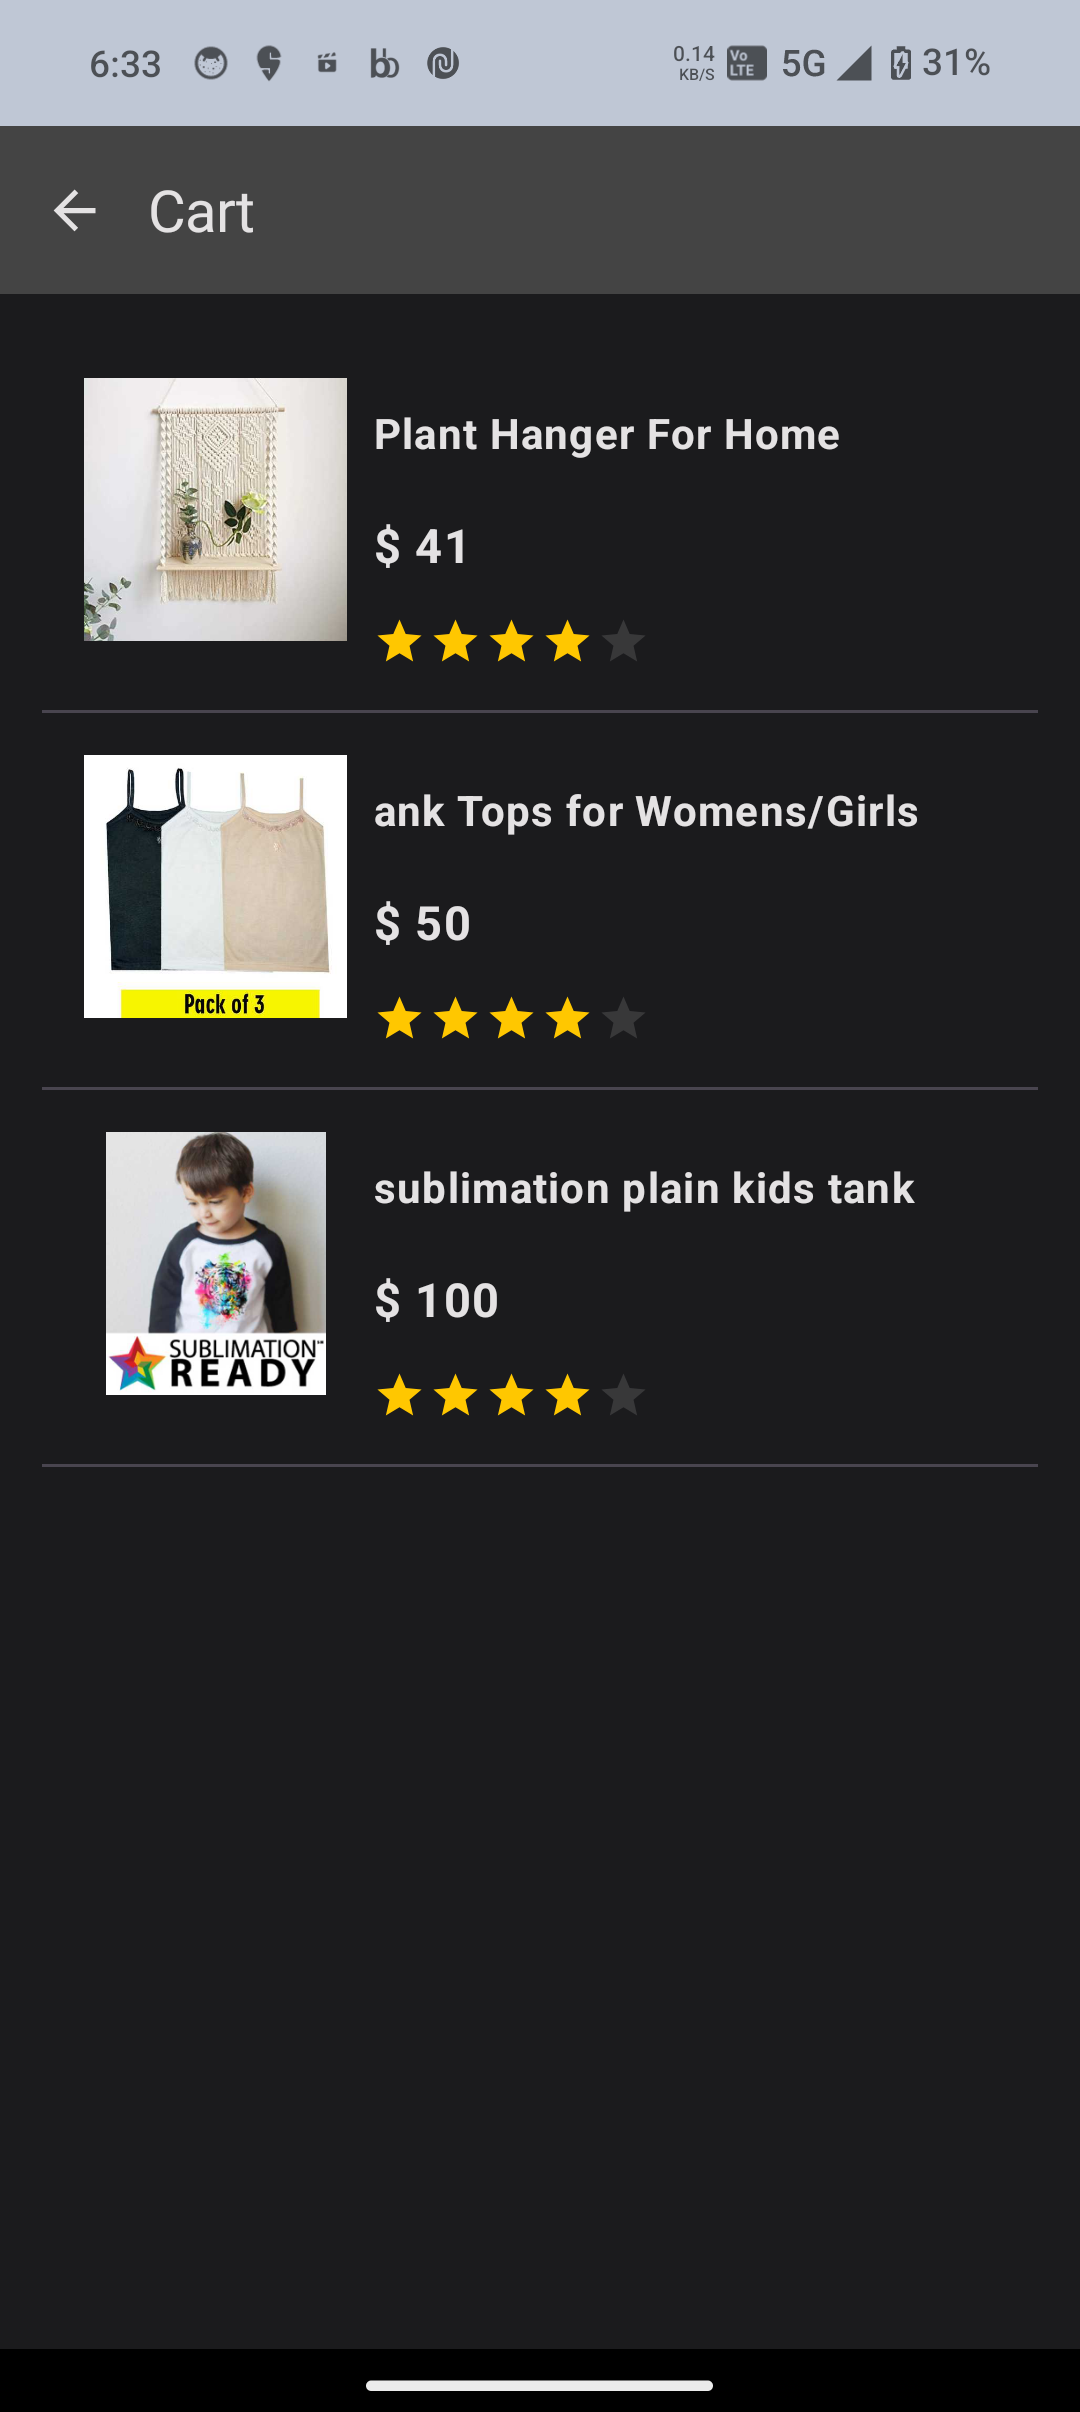 6:33
0.14
KB/S
Vo
LTE
5G
31%
Cart
Plant Hanger For Home
$ 41
ank Tops for Womens/Girls
$ 50
Pack of 3
sublimation plain kids tank
$ 100
SUBLIMATION
READY